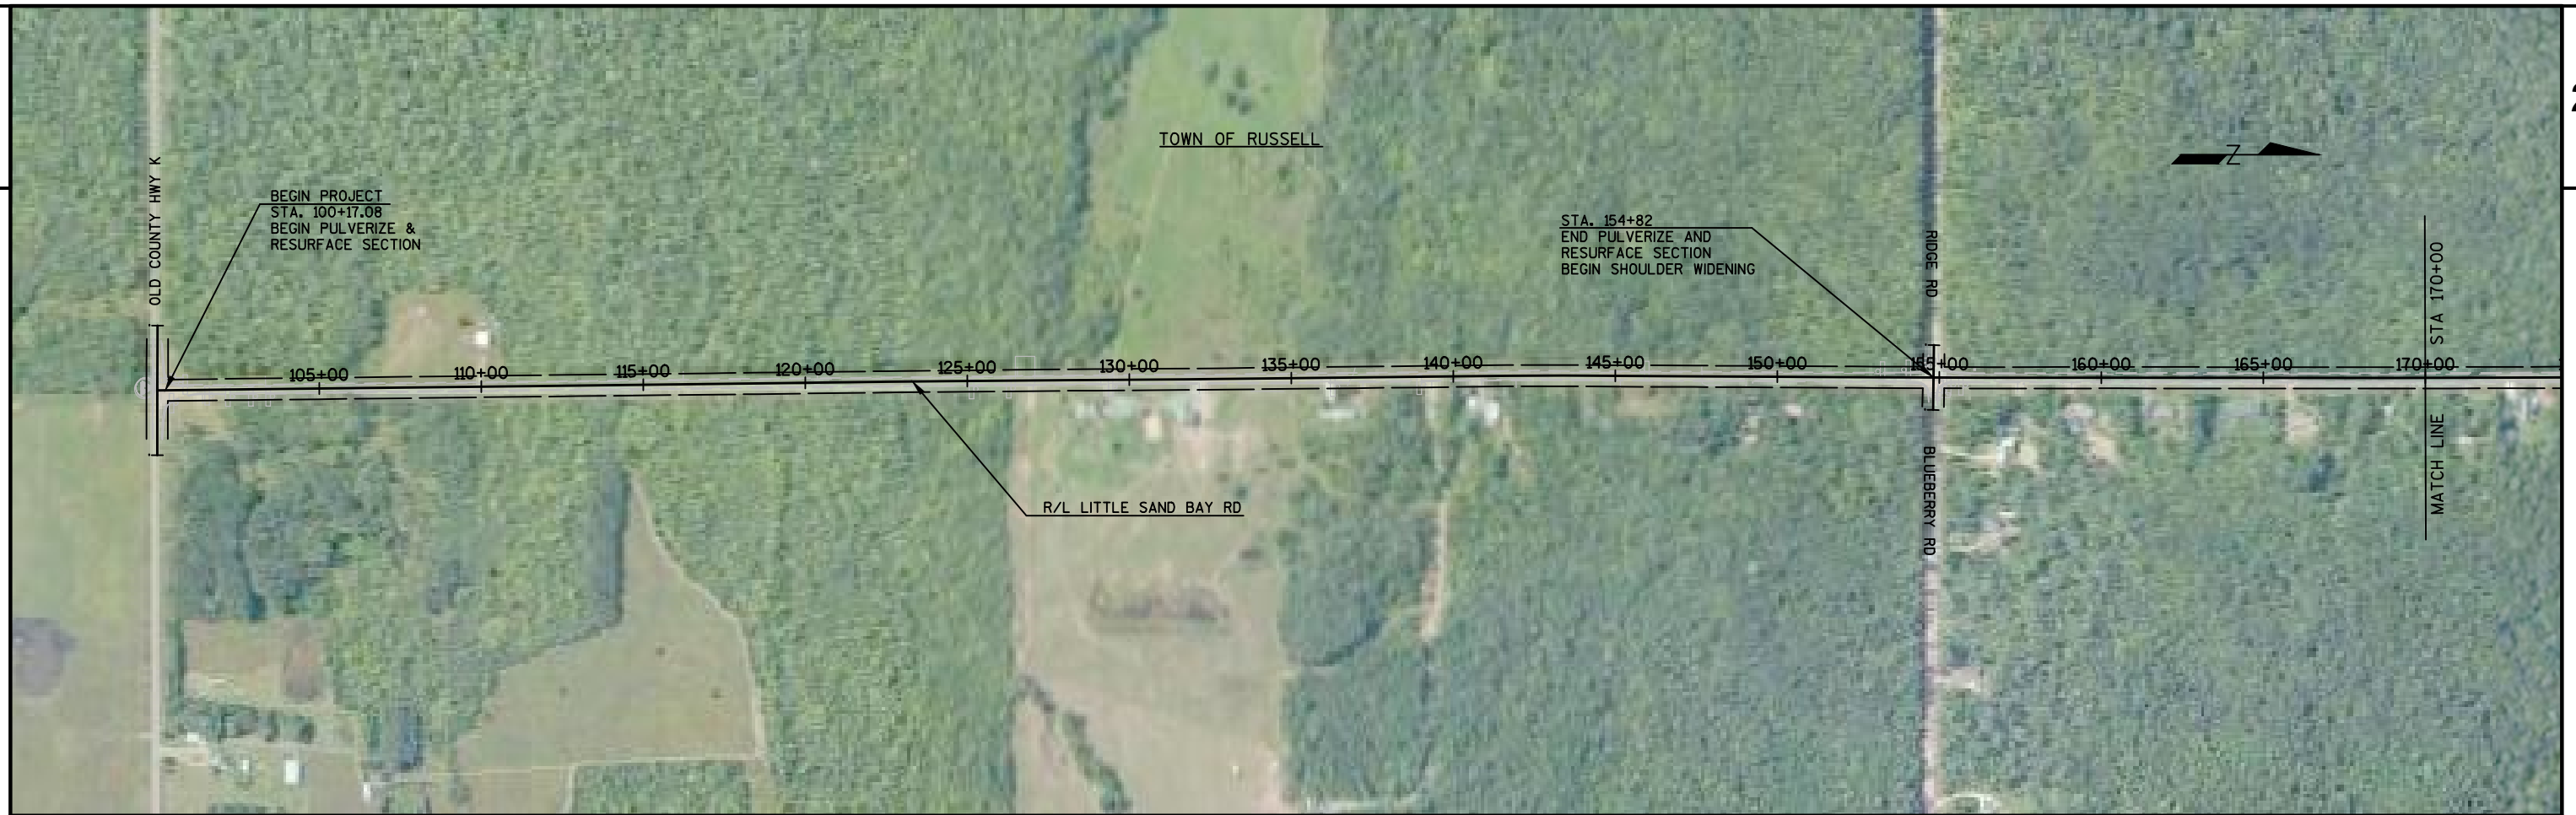 TOWN OF RUSSELL
Z
OLD COUNTY HWY K
BEGIN PROJECT
STA. 100+17.08
BEGIN PULVERIZE &
RESURFACE SECTION
STA. 154+82
END PULVERIZE AND
RESURFACE SECTION
BEGIN SHOULDER WIDENING
RIDGE RD
105+00 110+00 115+00 120+00 125+00 130+00 135+00 140+00 145+00 150+00 155+00 160+00 165+00 170+00
R/L LITTLE SAND BAY RD
BLUEBERRY RD
MATCH LINE STA 170+00